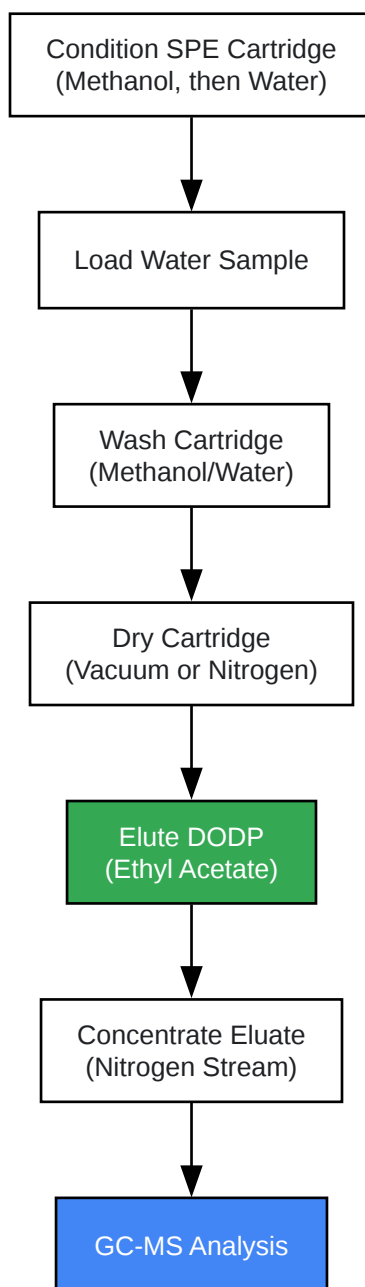 Condition SPE Cartridge
(Methanol, then Water)
Load Water Sample
Wash Cartridge
(Methanol/Water)
Dry Cartridge
(Vacuum or Nitrogen)
Elute DODP
(Ethyl Acetate)
Concentrate Eluate
(Nitrogen Stream)
GC-MS Analysis